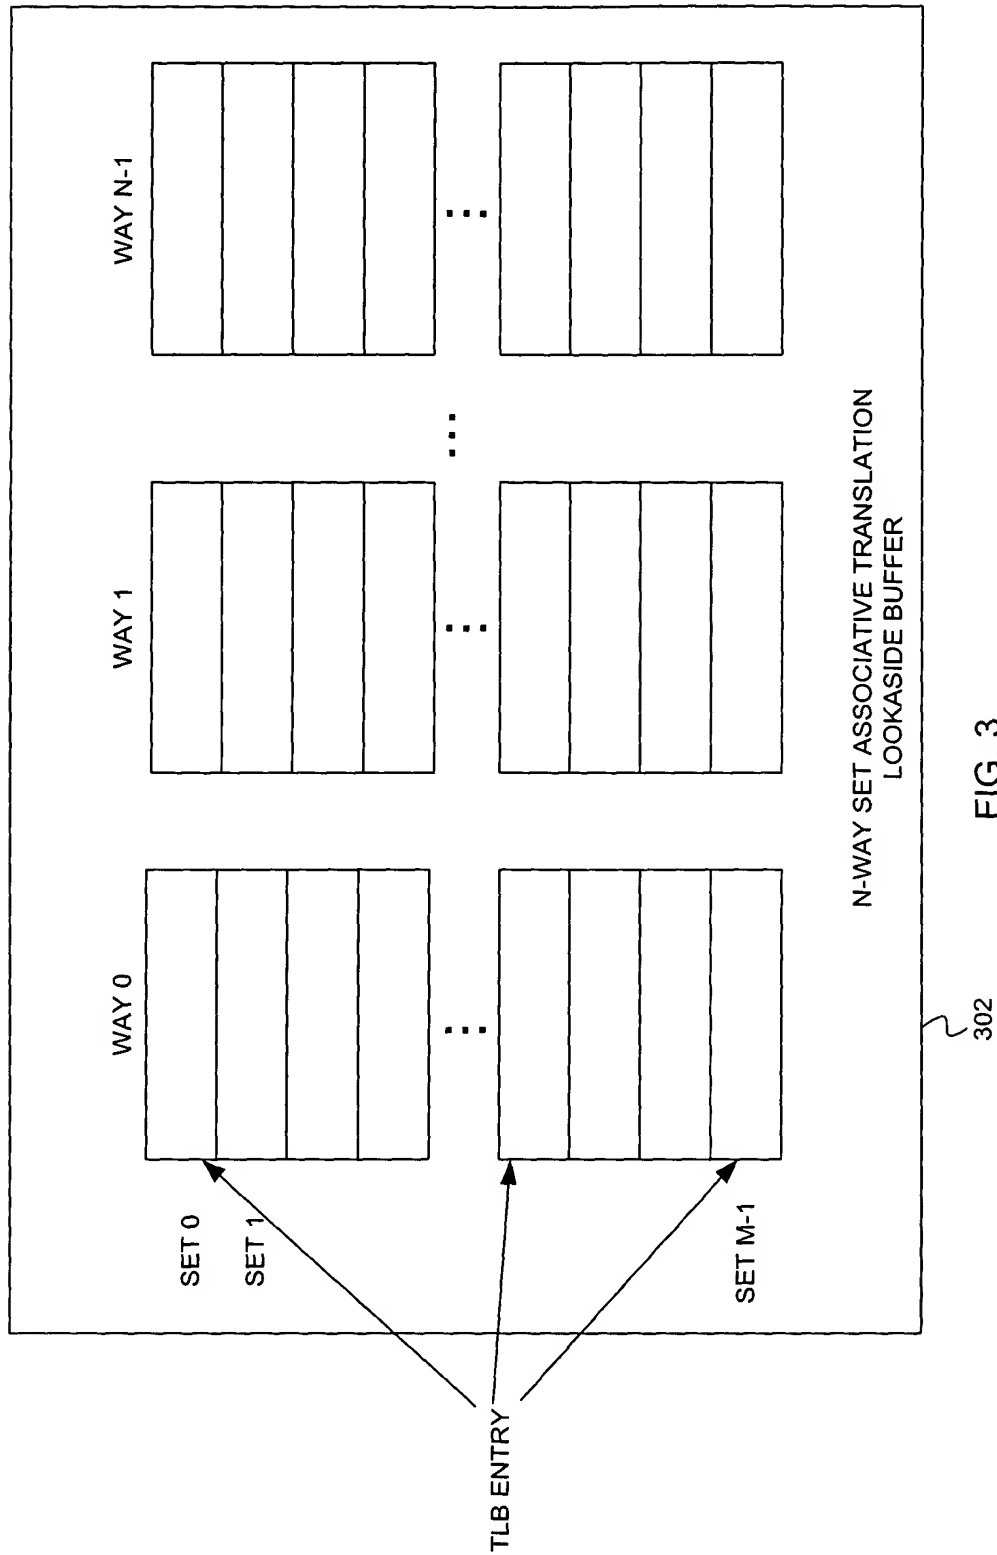 WAY 0
WAY 1
WAY N-1
SET 0
SET 1
SET M-1
TLB ENTRY
N-WAY SET ASSOCIATIVE TRANSLATION
LOOKASIDE BUFFER
302
FIG. 3